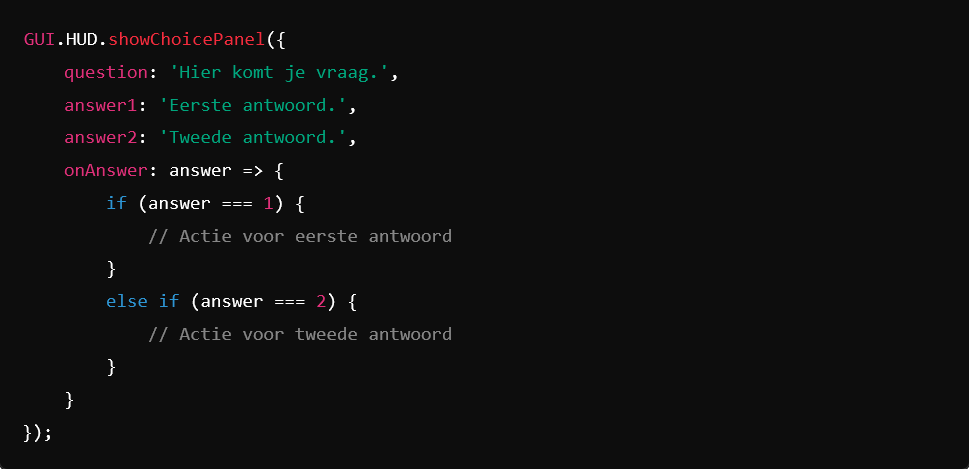 GUI.HUD.showChoicePanel({
    question: 'Hier komt je vraag.',
    answer1: 'Eerste antwoord.',
    answer2: 'Tweede antwoord.',
    onAnswer: answer => {
        if (answer === 1) {
            // Actie voor eerste antwoord
        }
        else if (answer === 2) {
            // Actie voor tweede antwoord
        }
    }
});